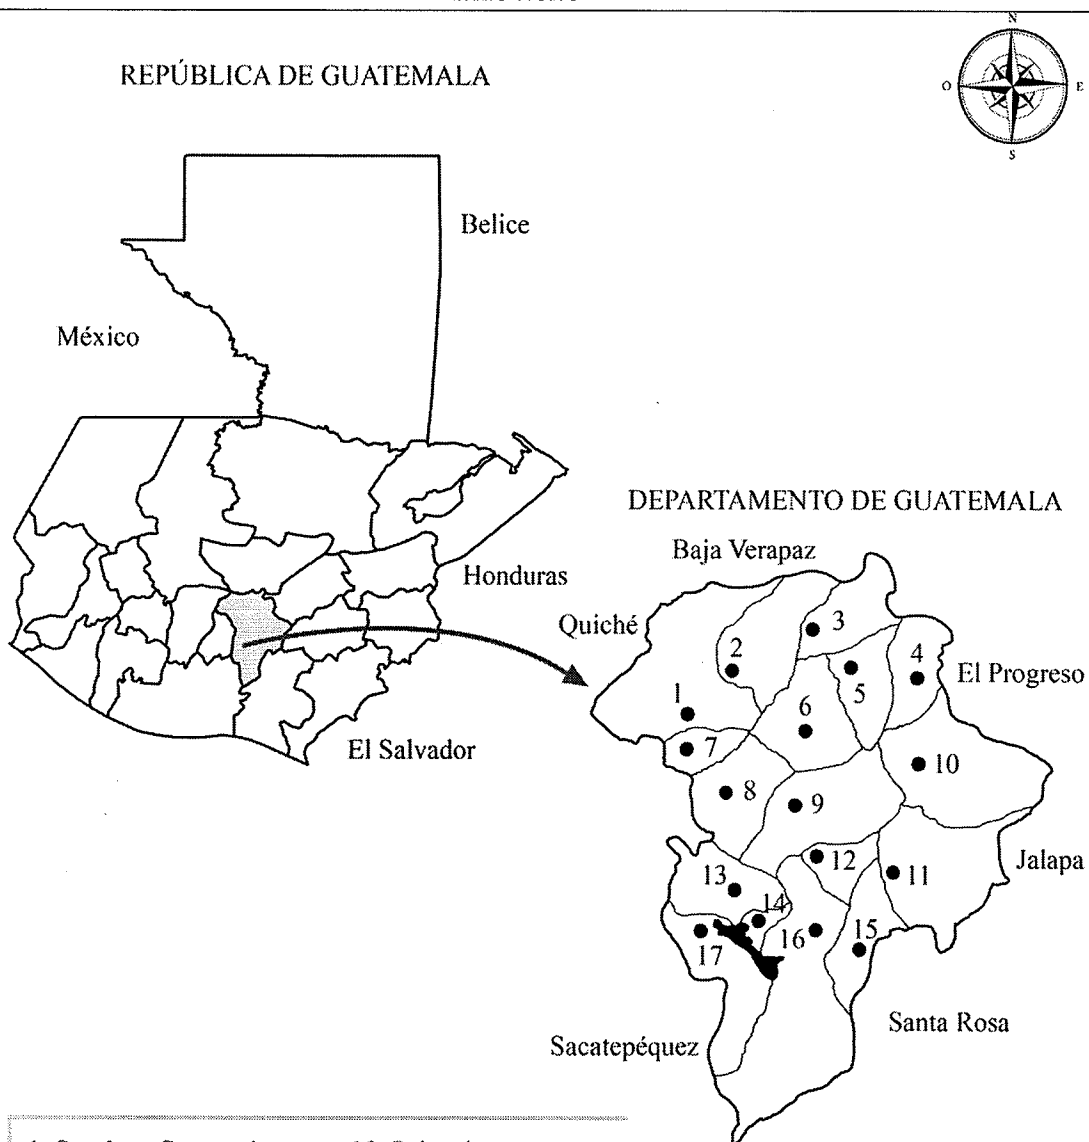 N
REPÚBLICA DE GUATEMALA
O
E
S
Belice
México
DEPARTAMENTO DE GUATEMALA
Baja Verapaz
Honduras
Quiché
3
2
4
El Progreso
5
1
6
7
10
8
9
El Salvador
12
Jalapa
11
13
14
16
15
17
Santa Rosa
Sacatepéquez